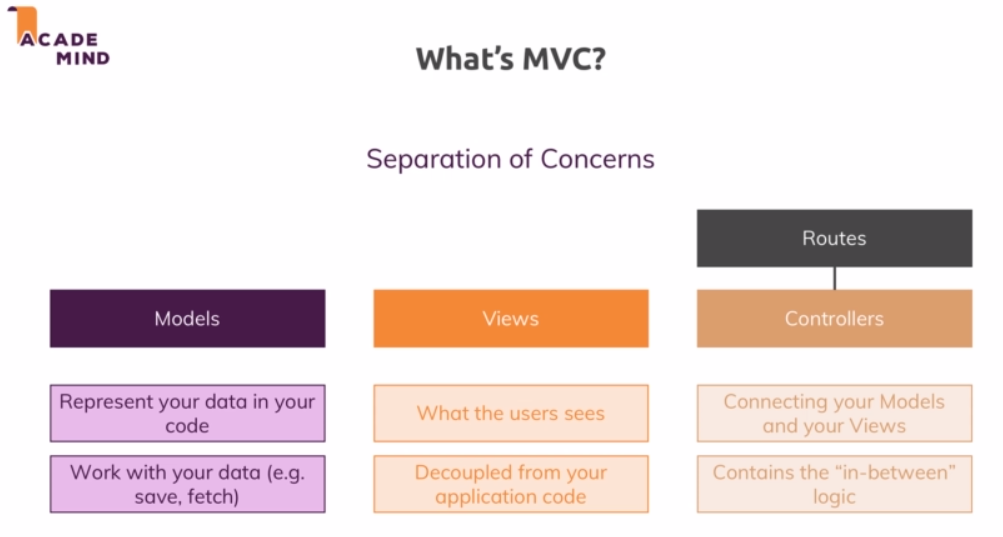 ACADE
MIND
What's MVC?
Separation of Concerns
Routes
Models
Views
Controllers
Represent your data in your
code
What the users sees
Connecting your Models
and your Views
Work with your data (e.g.
save, fetch)
Decoupled from your
application code
Contains the “in-between”
logic